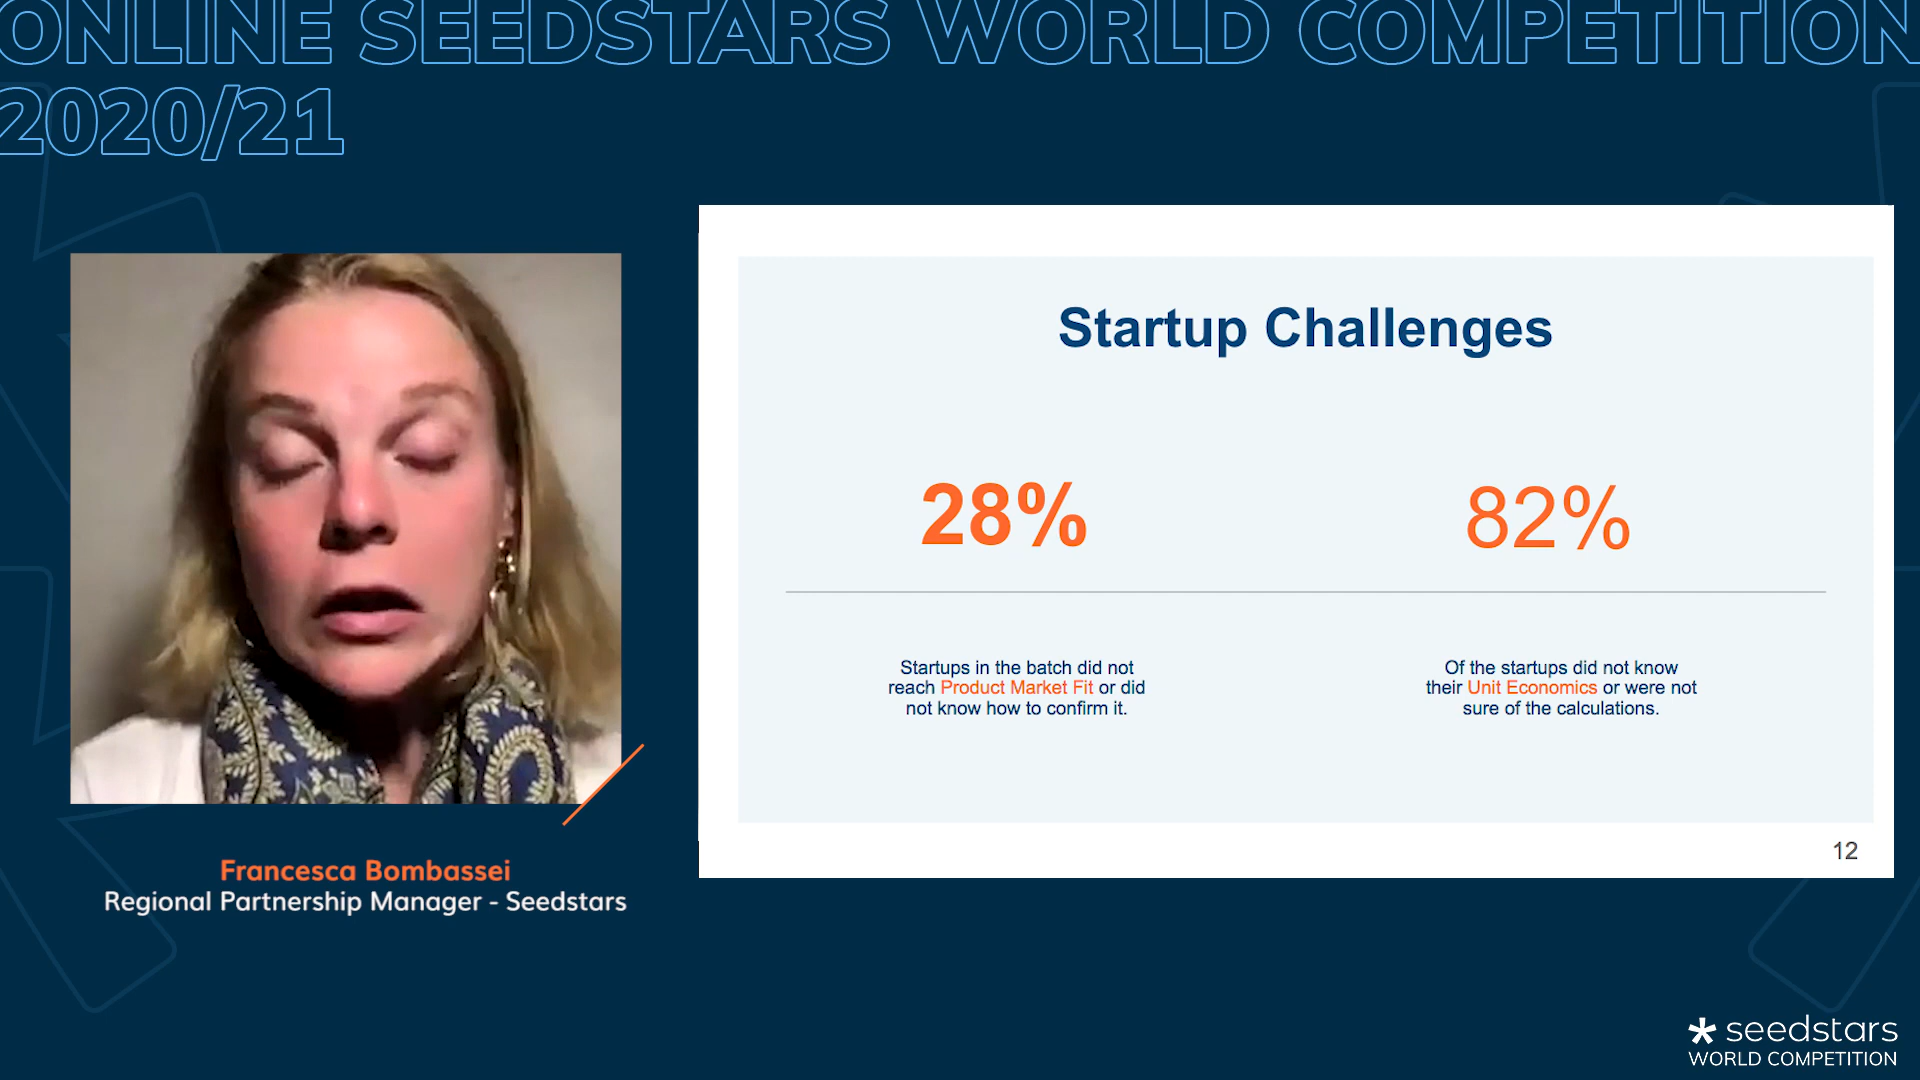 ONLINE SEEDSTARS WORLD COMPETITION
2020/21
Startup Challenges
28%
82%
Startups in the batch did not
reach Product Market Fit or did
not know how to confirm it.
Of the startups did not know
their Unit Economics or were not
sure of the calculations.
12
Francesca Bombassei
Regional Partnership Manager - Seedstars
seedstars
WORLD COMPETITION